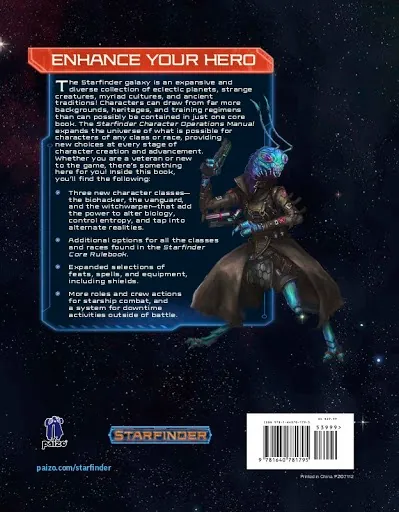 ENHANCE YOUR HERO
The Starfinder galaxy is an expansive and
diverse collection of eclectic planets, strange
creatures, myriad cultures, and ancient
traditions! Characters can draw from far more
backgrounds, heritages, and training regimens
than can possibly be contained in just one core
book. The Starfinder Character Operations Manual
expands the universe of what is possible for
characters of any class or race, providing
new choices at every stage of
character creation and advancement.
Whether you are a veteran or new
to the game, there's something
here for you! Inside this book,
you'll find the following:
Three new character classes—
the biohacker, the vanguard,
and the witchwarper—that add
the power to alter biology,
control entropy, and tap into
alternate realities.
Additional options for all the classes
and races found in the Starfinder
Core Rulebook.
Expanded selections of
feats, spells, and equipment,
including shields.
More roles and crew actions
for starship combat, and
a system for downtime
activities outside of battle.
paizo
STARFINDER
paizo.com/starfinder
53999>
9 781640 781795
Printed in China.